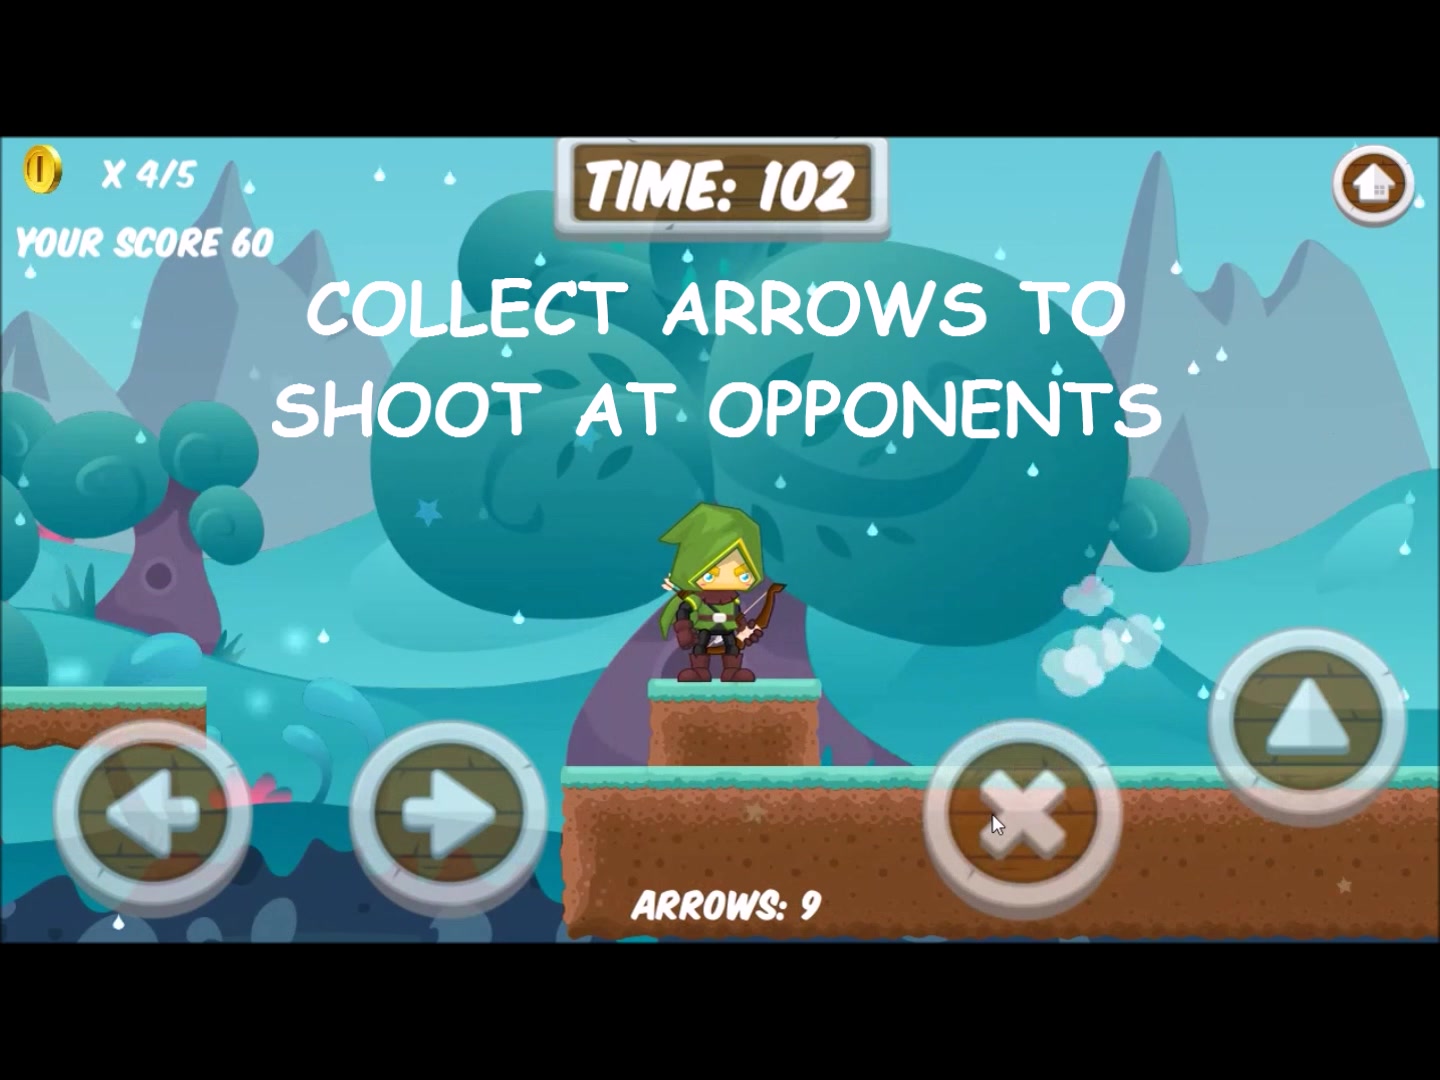 X 4/5
TIME: 102
YOUR SCORE 60
COLLECT ARROWS TO
SHOOT AT OPPONENTS
ARROWS: 9